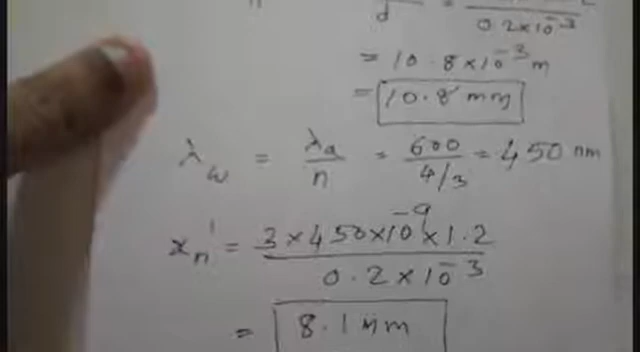 n d = 0.2×10⁻³
= 10.8×10⁻³ m
= 10.8 mm
λw = λa/n = 600/(4/3) = 450 nm
xn' = 3×450×10⁻⁹×1.2 / 0.2×10⁻³
= 8.1 mm